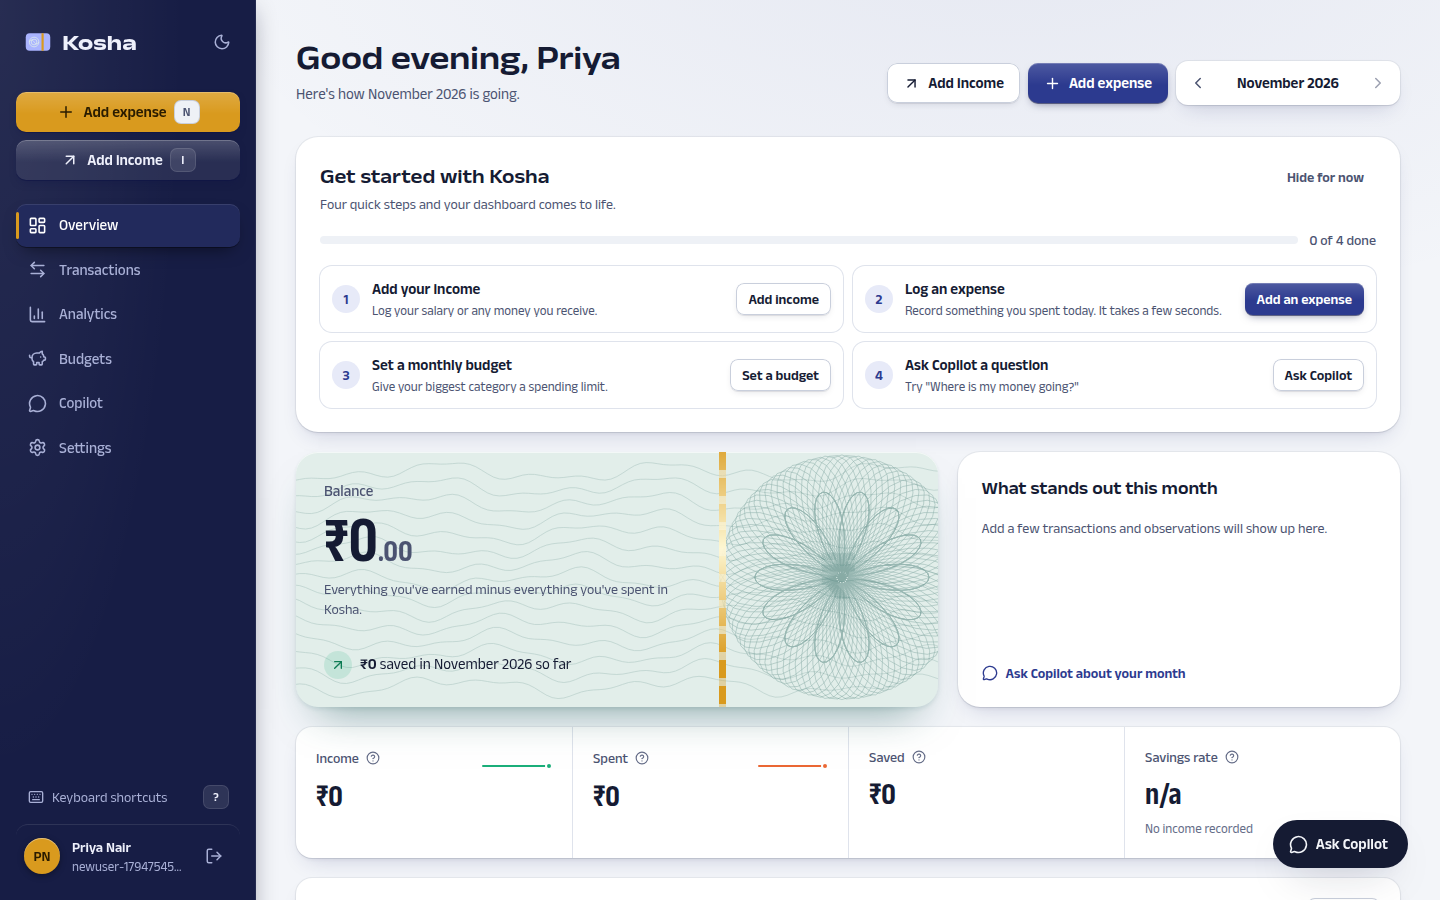 Kosha
Add expense N
Add income I
Overview
Transactions
Analytics
Budgets
Copilot
Settings
Keyboard shortcuts ?
PN
Priya Nair
newuser-17947545...
Good evening, Priya
Here's how November 2026 is going.
Add income
Add expense
November 2026
Get started with Kosha
Hide for now
Four quick steps and your dashboard comes to life.
0 of 4 done
1
Add your income
Log your salary or any money you receive.
Add income
2
Log an expense
Record something you spent today. It takes a few seconds.
Add an expense
3
Set a monthly budget
Give your biggest category a spending limit.
Set a budget
4
Ask Copilot a question
Try "Where is my money going?"
Ask Copilot
Balance
₹0.00
Everything you've earned minus everything you've spent in
Kosha.
₹0 saved in November 2026 so far
What stands out this month
Add a few transactions and observations will show up here.
Ask Copilot about your month
Income ?
₹0
Spent ?
₹0
Saved ?
₹0
Savings rate ?
n/a
No income recorded
Ask Copilot